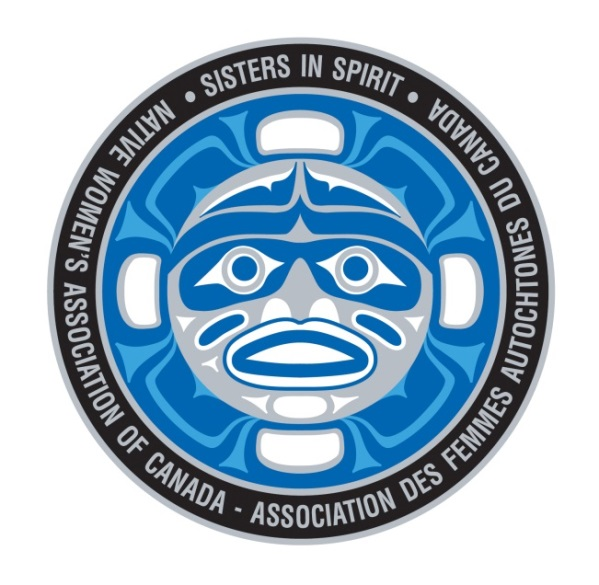 • SISTERS IN SPIRIT •
NATIVE WOMEN'S ASSOCIATION OF CANADA - ASSOCIATION DES FEMMES AUTOCHTONES DU CANADA